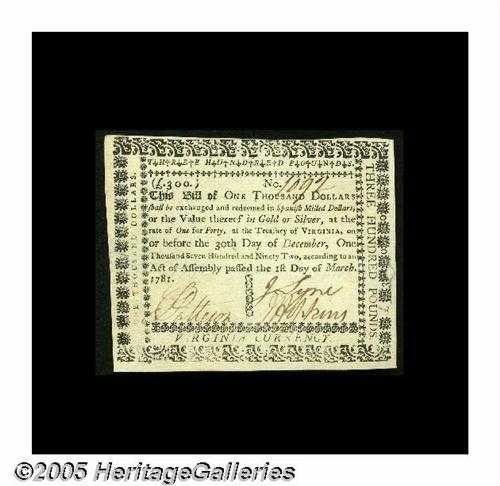 T·H·R·E·E H·U·N·D·R·E·D P·O·U·N·D·S.
(£.300.) No. 1092
This Bill of ONE THOUSAND DOLLARS
shall be exchanged and redeemed in Spanish Milled Dollars,
or the Value thereof in Gold or Silver, at the
rate of One for Forty, at the Treasury of VIRGINIA, on
or before the 30th Day of December, One
Thousand Seven Hundred and Ninety Two, according to an
Act of Assembly passed the 1st Day of March.
1781.
J Lyne
Hopkins
VIRGINIA CURRENCY
ONE THOUSAND DOLLARS.
THREE HUNDRED POUNDS
©2005 HeritageGalleries